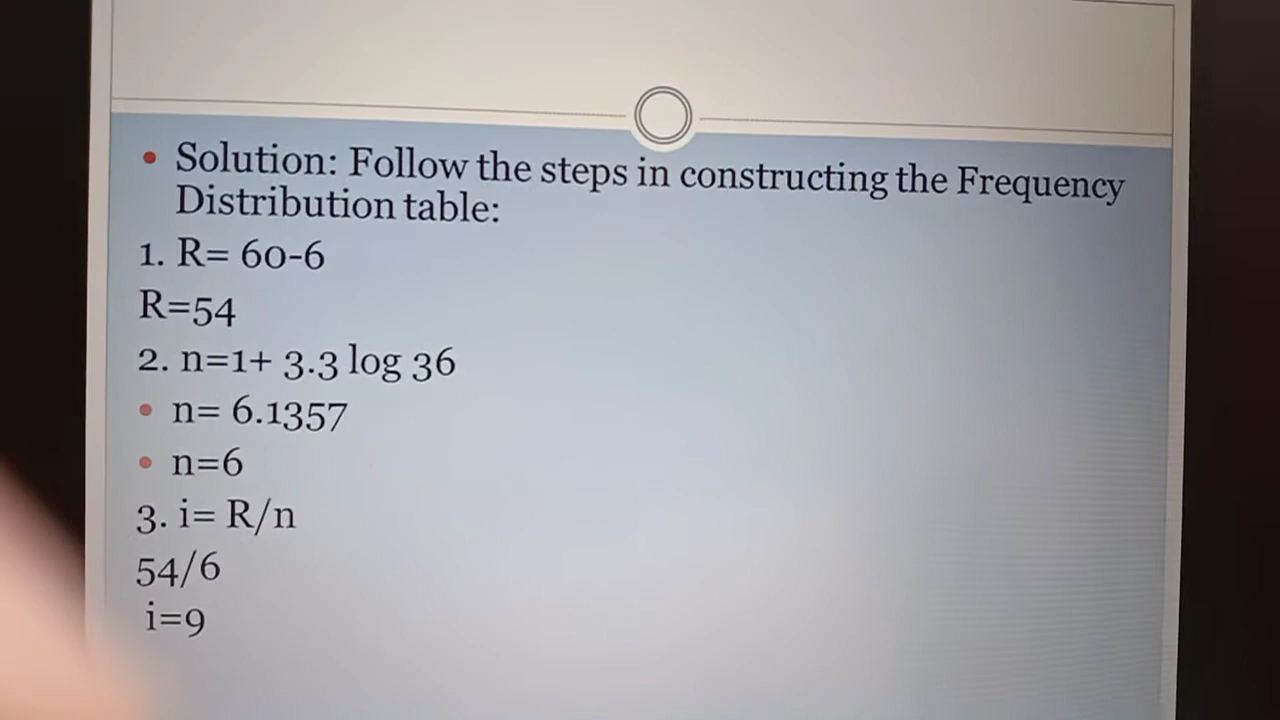 • Solution: Follow the steps in constructing the Frequency
Distribution table:
1. R= 60-6
R=54
2. n=1+ 3.3 log 36
• n= 6.1357
• n=6
3. i= R/n
54/6
i=9